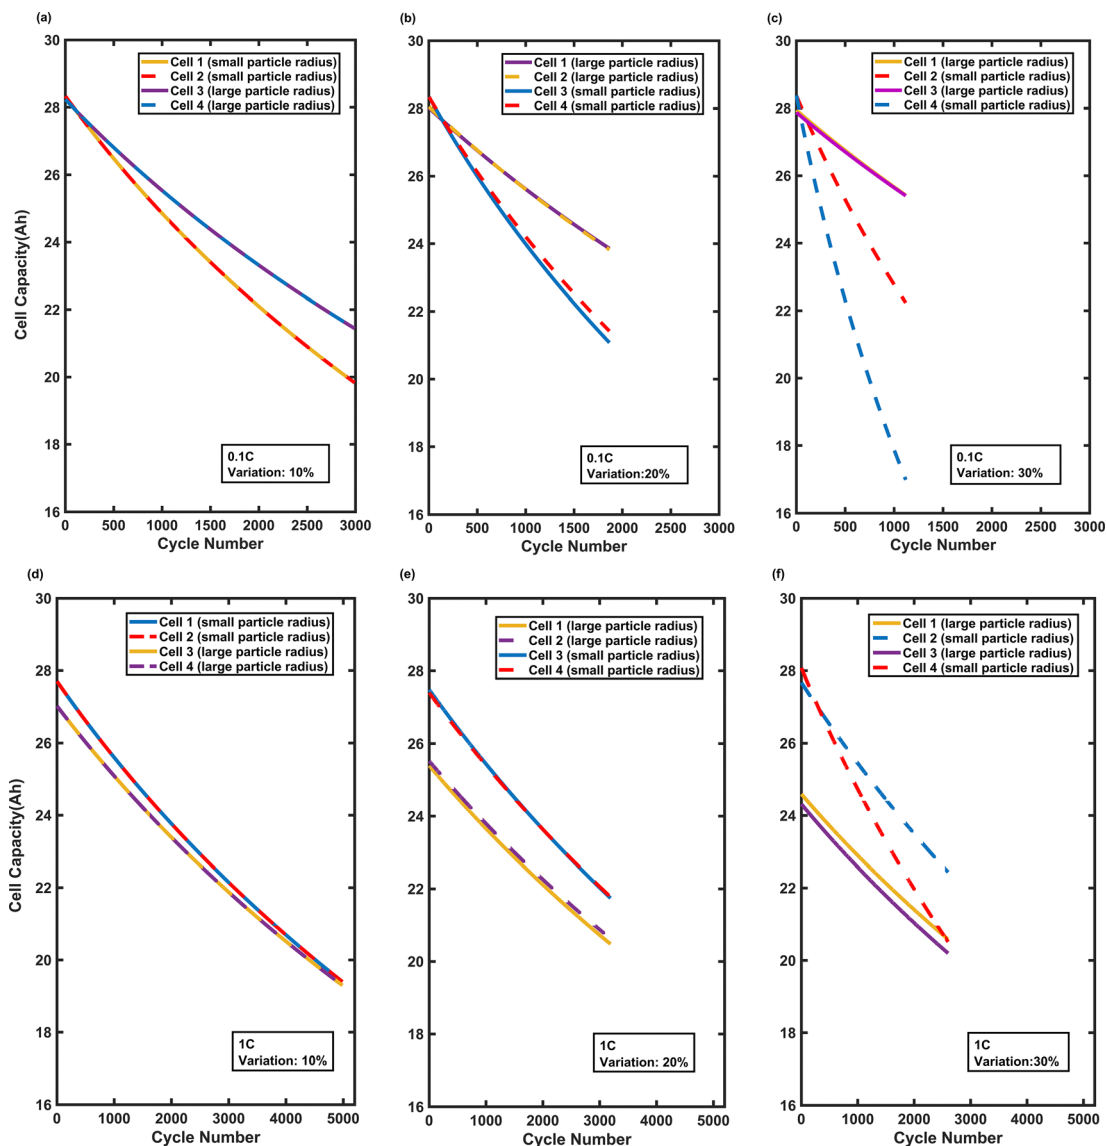 (a)
30
28
26
24
22
20
18
16
Cell Capacity(Ah)
Cell 1 (small particle radius)
Cell 2 (small particle radius)
Cell 3 (large particle radius)
Cell 4 (large particle radius)
0.1C
Variation: 10%
0 500 1000 1500 2000 2500 3000
Cycle Number
(b)
30
28
26
24
22
20
18
16
Cell 1 (large particle radius)
Cell 2 (large particle radius)
Cell 3 (small particle radius)
Cell 4 (small particle radius)
0.1C
Variation:20%
0 500 1000 1500 2000 2500 3000
Cycle Number
(c)
30
28
26
24
22
20
18
16
Cell 1 (large particle radius)
Cell 2 (small particle radius)
Cell 3 (large particle radius)
Cell 4 (small particle radius)
0.1C
Variation: 30%
0 500 1000 1500 2000 2500 3000
Cycle Number
(d)
30
28
26
24
22
20
18
16
Cell Capacity(Ah)
Cell 1 (small particle radius)
Cell 2 (small particle radius)
Cell 3 (large particle radius)
Cell 4 (large particle radius)
1C
Variation: 10%
0 1000 2000 3000 4000 5000
Cycle Number
(e)
30
28
26
24
22
20
18
16
Cell 1 (large particle radius)
Cell 2 (large particle radius)
Cell 3 (small particle radius)
Cell 4 (small particle radius)
1C
Variation: 20%
0 1000 2000 3000 4000 5000
Cycle Number
(f)
30
28
26
24
22
20
18
16
Cell 1 (large particle radius)
Cell 2 (small particle radius)
Cell 3 (large particle radius)
Cell 4 (small particle radius)
1C
Variation:30%
0 1000 2000 3000 4000 5000
Cycle Number